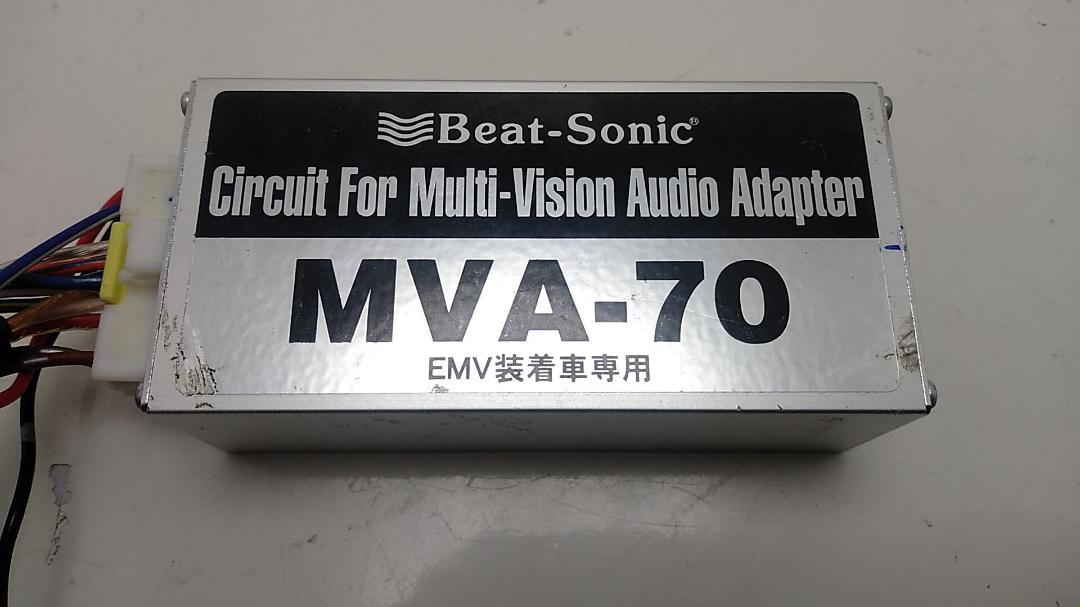 Beat-Sonic®
Circuit For Multi-Vision Audio Adapter
MVA-70
EMV装着車専用